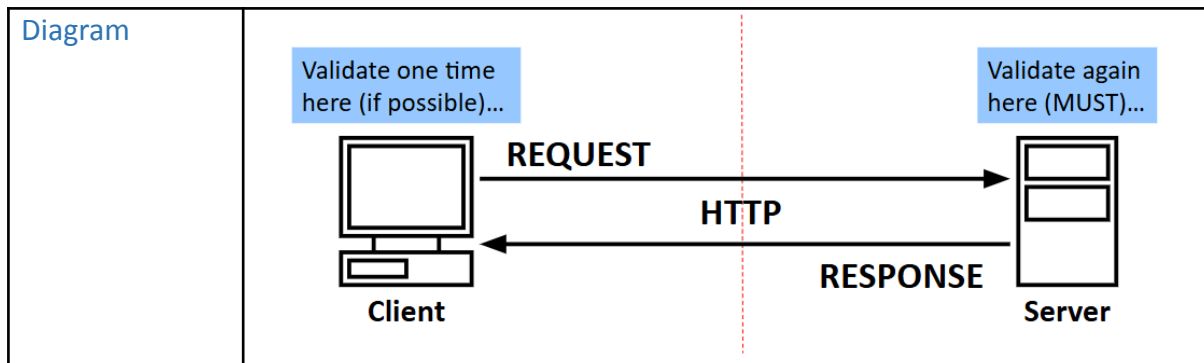 Diagram
Validate one time
here (if possible)...
Validate again
here (MUST)...
REQUEST
HTTP
RESPONSE
Client
Server